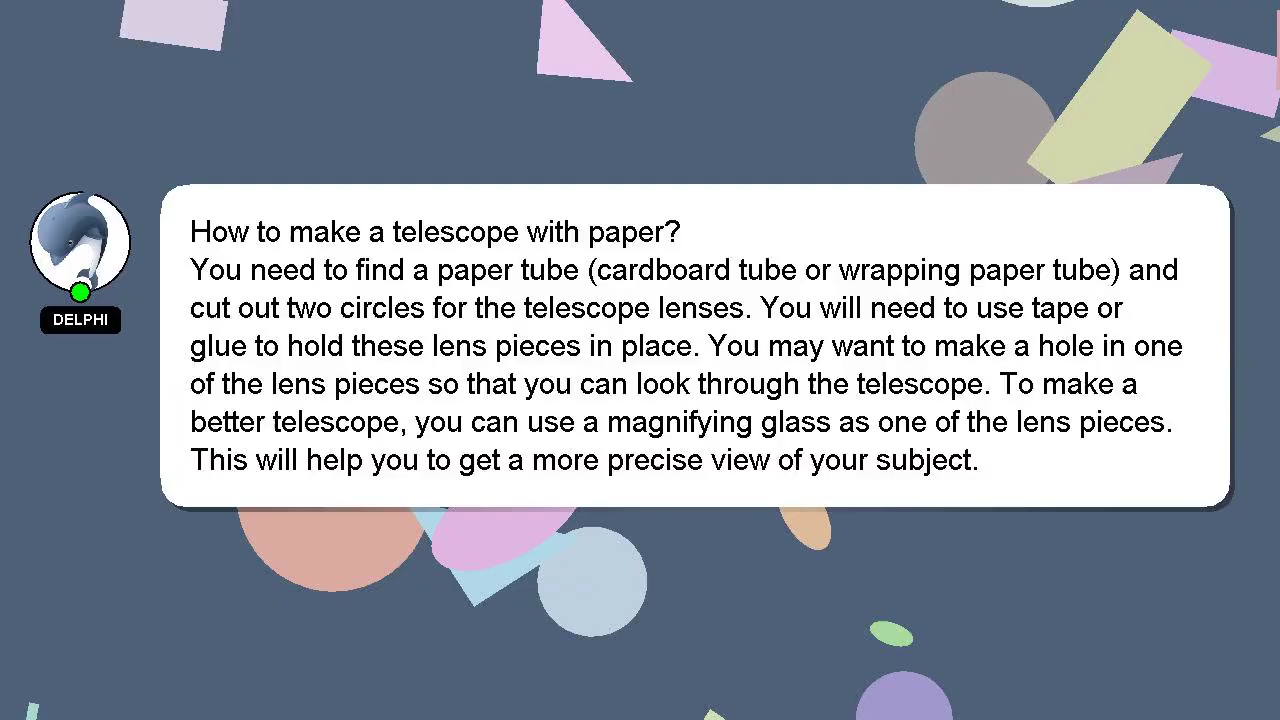 How to make a telescope with paper?
You need to find a paper tube (cardboard tube or wrapping paper tube) and
cut out two circles for the telescope lenses. You will need to use tape or
glue to hold these lens pieces in place. You may want to make a hole in one
of the lens pieces so that you can look through the telescope. To make a
better telescope, you can use a magnifying glass as one of the lens pieces.
This will help you to get a more precise view of your subject.
DELPHI